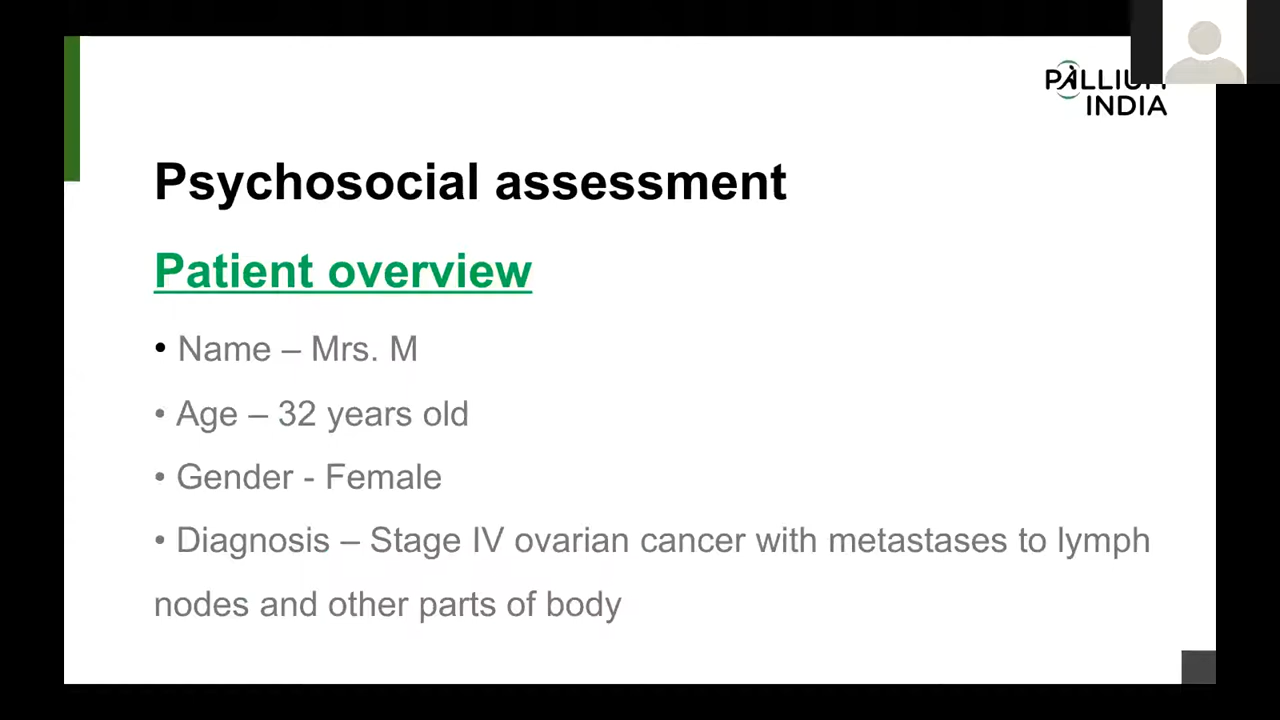 PALLIUM
INDIA
Psychosocial assessment
Patient overview
• Name – Mrs. M
• Age – 32 years old
• Gender - Female
• Diagnosis – Stage IV ovarian cancer with metastases to lymph
nodes and other parts of body